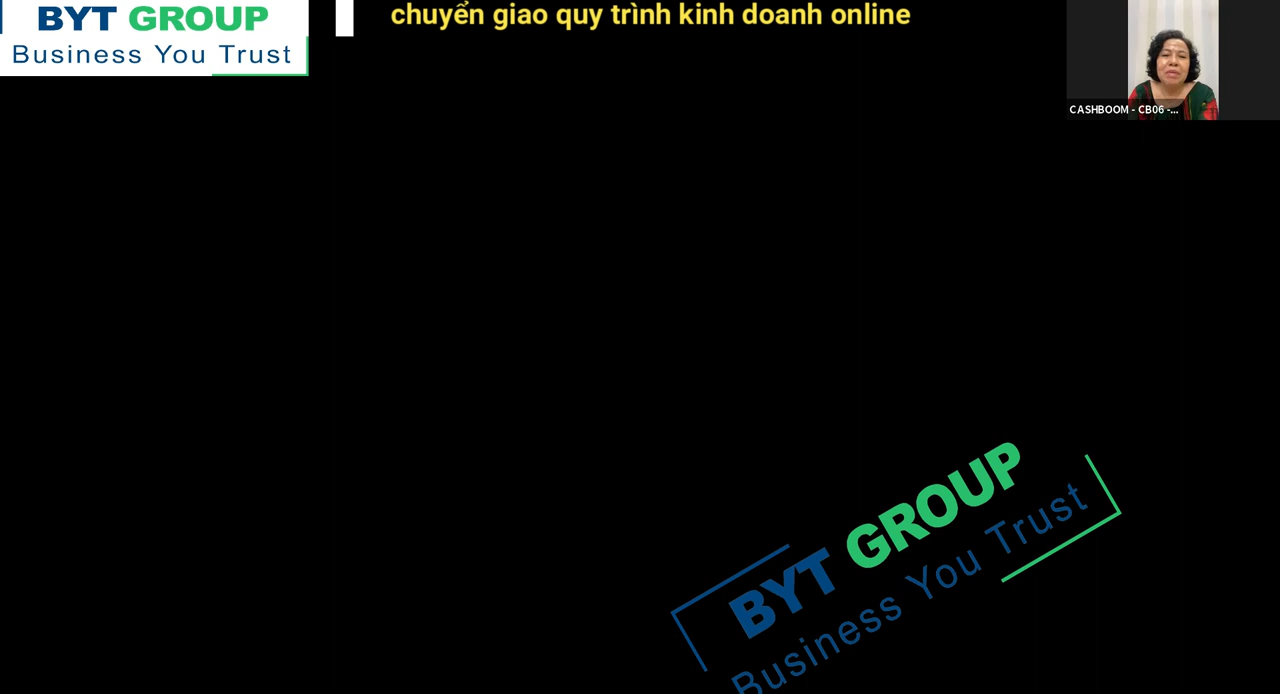 BYT GROUP
Business You Trust
chuyển giao quy trình kinh doanh online
CASHBOOM - CB06 -...
BYT GROUP
Business You Trust